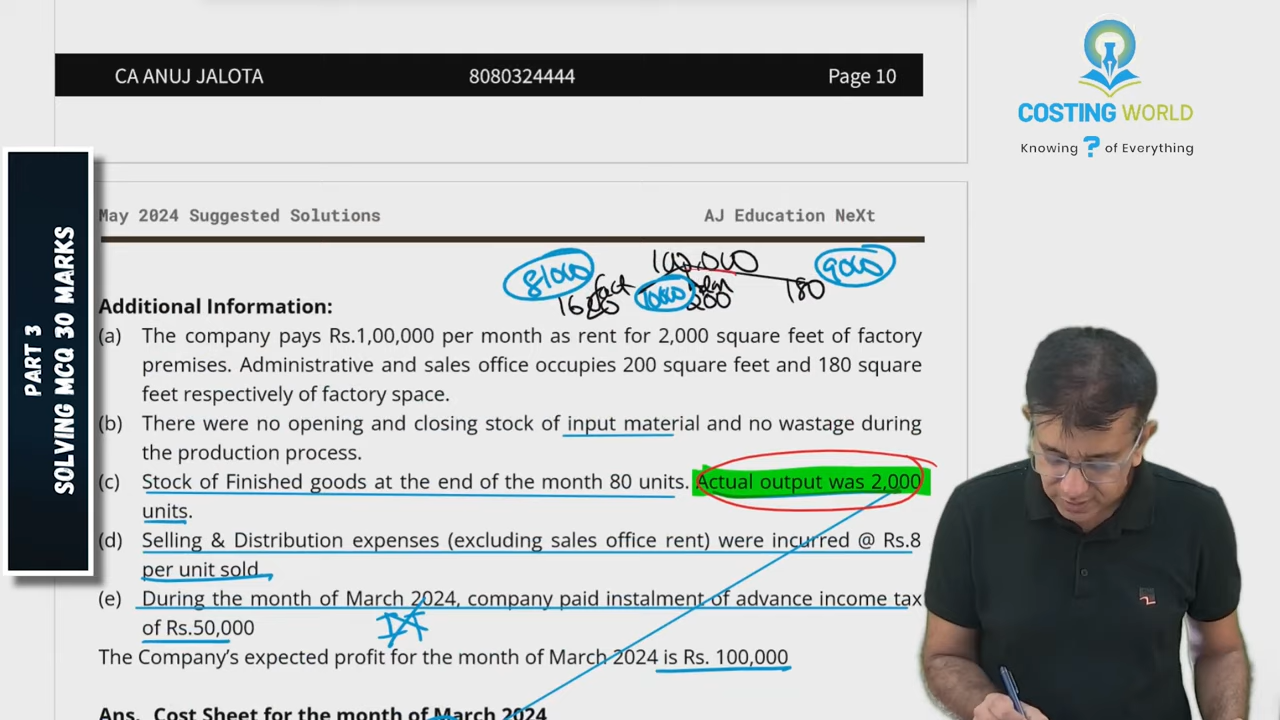 CA ANUJ JALOTA 8080324444 Page 10
COSTING WORLD
Knowing ? of Everything
PART 3
SOLVING MCQ 30 MARKS
May 2024 Suggested Solutions AJ Education NeXt
81000 100,000 9000
1620 fact 10000 200 180
Additional Information:
(a) The company pays Rs.1,00,000 per month as rent for 2,000 square feet of factory
premises. Administrative and sales office occupies 200 square feet and 180 square
feet respectively of factory space.
(b) There were no opening and closing stock of input material and no wastage during
the production process.
(c) Stock of Finished goods at the end of the month 80 units. Actual output was 2,000
units.
(d) Selling & Distribution expenses (excluding sales office rent) were incurred @ Rs.8
per unit sold
(e) During the month of March 2024, company paid instalment of advance income tax
of Rs.50,000
The Company's expected profit for the month of March 2024 is Rs. 100,000
Ans. Cost Sheet for the month of March 2024